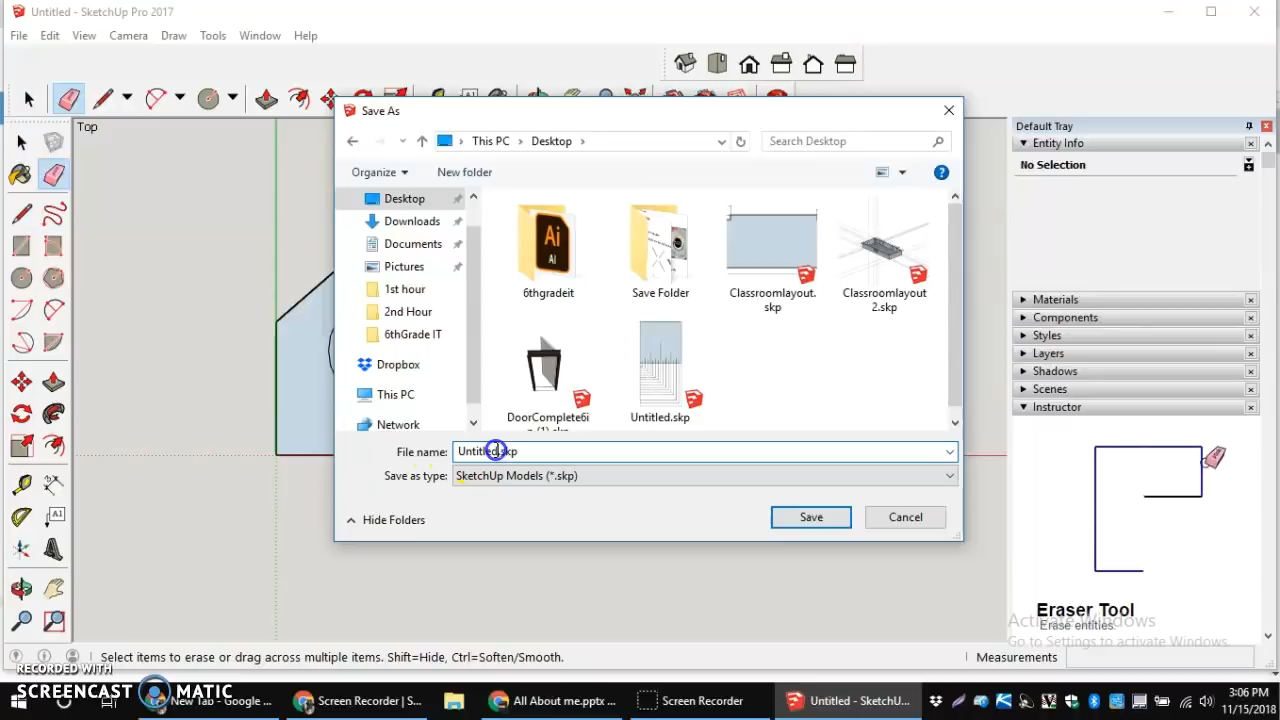 Untitled - SketchUp Pro 2017
File Edit View Camera Draw Tools Window Help
Top
Save As
This PC Desktop
Search Desktop
Organize New folder
Desktop
Downloads
Documents
Pictures
1st hour
2nd Hour
6thGrade IT
Dropbox
This PC
Network
6thgradeit
Save Folder
Classroomlayout.
skp
Classroomlayout
2.skp
DoorComplete6i
Untitled.skp
File name: Untitled.skp
Save as type: SketchUp Models (*.skp)
Hide Folders
Save Cancel
Default Tray
Entity Info
No Selection
Materials
Components
Styles
Layers
Shadows
Scenes
Instructor
Eraser Tool
Erase entities.
Activate Windows
Go to Settings to activate Windows.
Select items to erase or drag across multiple items. Shift=Hide, Ctrl=Soften/Smooth.
Measurements
RECORDED WITH
SCREENCAST MATIC
New Tab - Google ...
Screen Recorder | S...
All About me.pptx ...
Screen Recording
Untitled - SketchU...
3:06 PM
11/15/2018